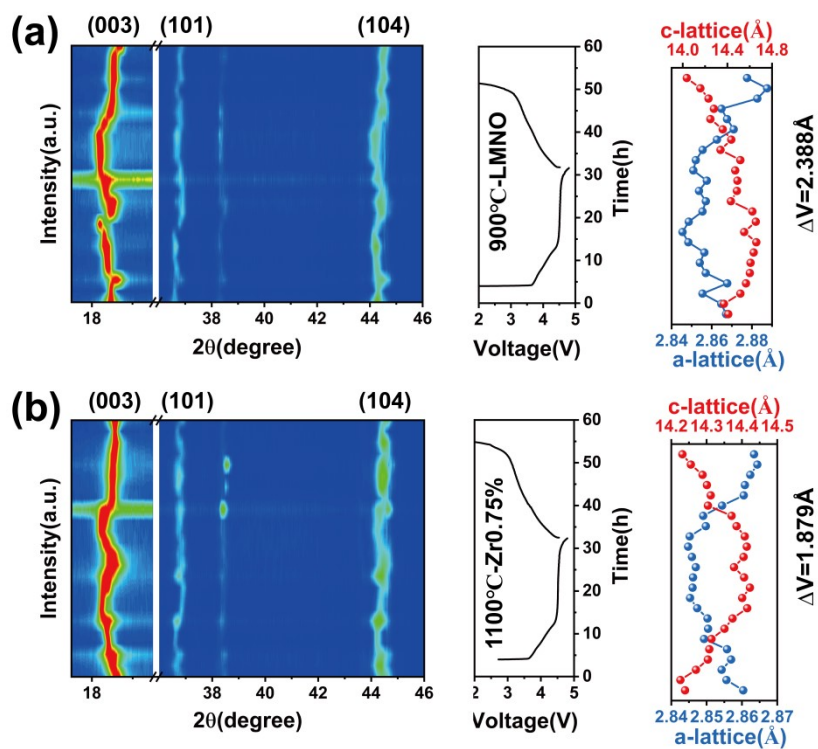 (a)
(003)
(101)
(104)
Intensity(a.u.)
18
36
38
40
42
44
46
2θ(degree)
900℃-LMNO
2
3
4
5
Voltage(V)
60
50
40
30
20
10
0
Time(h)
c-lattice(Å)
14.0 14.4 14.8
2.84 2.86 2.88
a-lattice(Å)
ΔV=2.388Å
(b)
(003)
(101)
(104)
Intensity(a.u.)
18
36
38
40
42
44
46
2θ(degree)
1100℃-Zr0.75%
2
3
4
5
Voltage(V)
60
50
40
30
20
10
0
Time(h)
c-lattice(Å)
14.2 14.3 14.4 14.5
2.84 2.85 2.86 2.87
a-lattice(Å)
ΔV=1.879Å